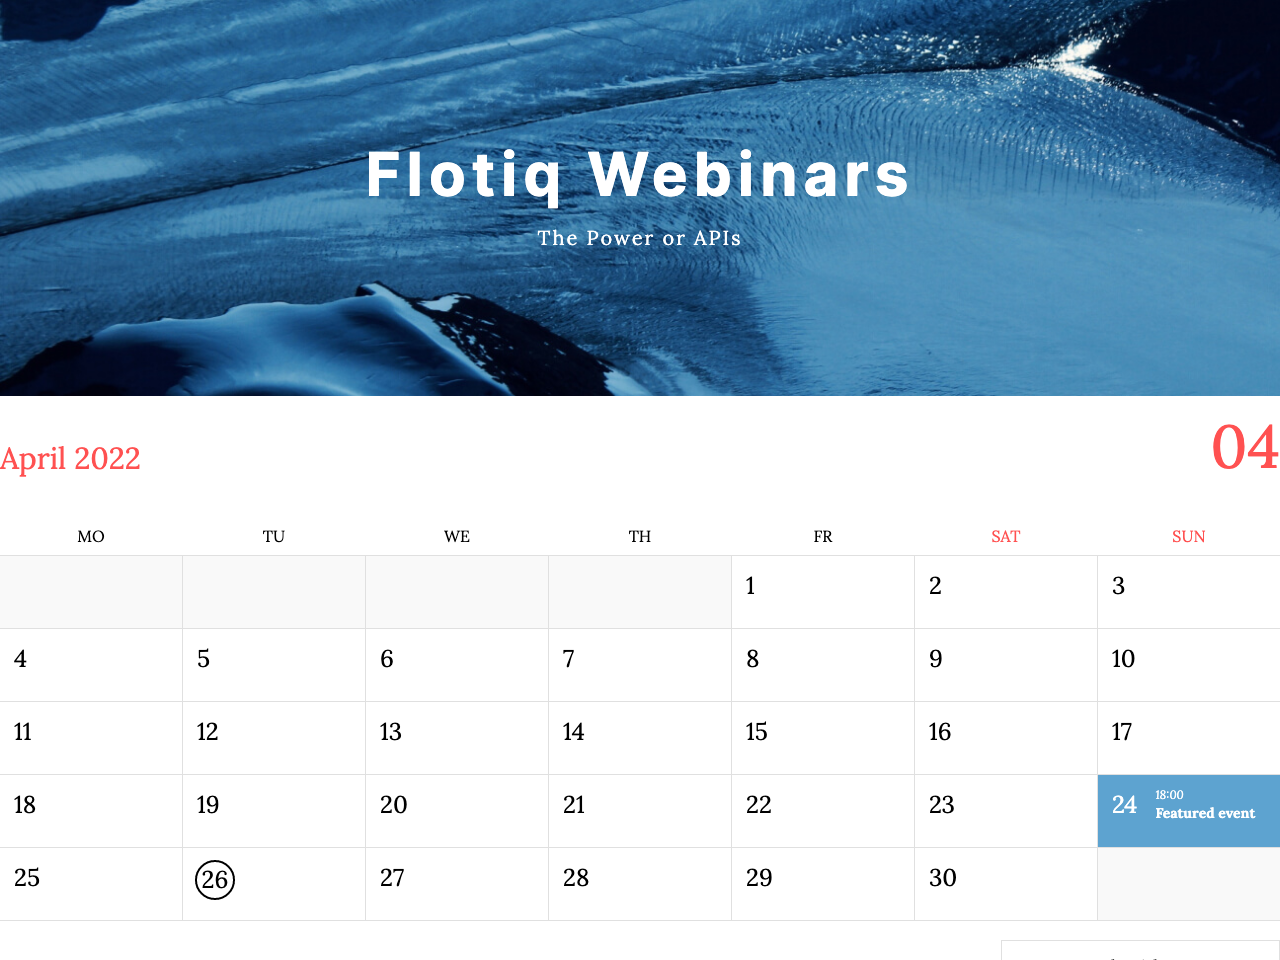 Flotiq Webinars
The Power or APIs
April 2022
04
MO TU WE TH FR SAT SUN
1 2 3
4 5 6 7 8 9 10
11 12 13 14 15 16 17
18 19 20 21 22 23 24 18:00
Featured event
25 26 27 28 29 30